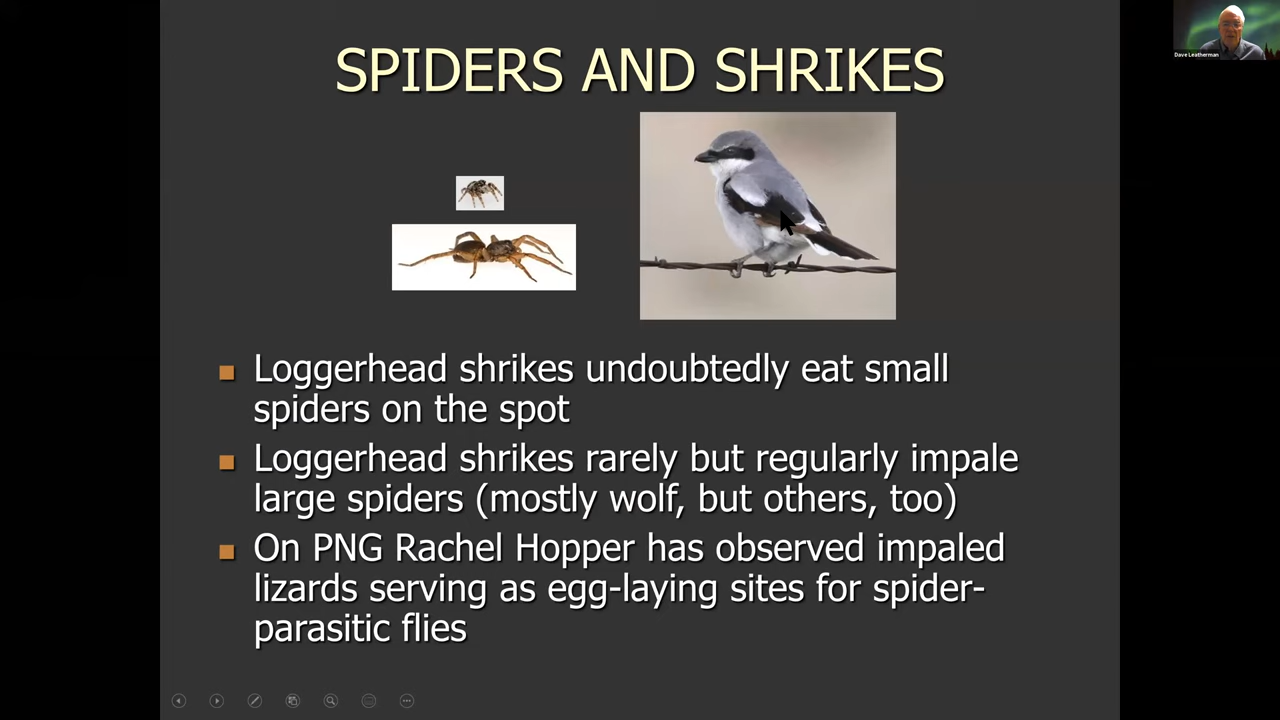 Dave Leatherman
SPIDERS AND SHRIKES
Loggerhead shrikes undoubtedly eat small
spiders on the spot
Loggerhead shrikes rarely but regularly impale
large spiders (mostly wolf, but others, too)
On PNG Rachel Hopper has observed impaled
lizards serving as egg-laying sites for spider-
parasitic flies